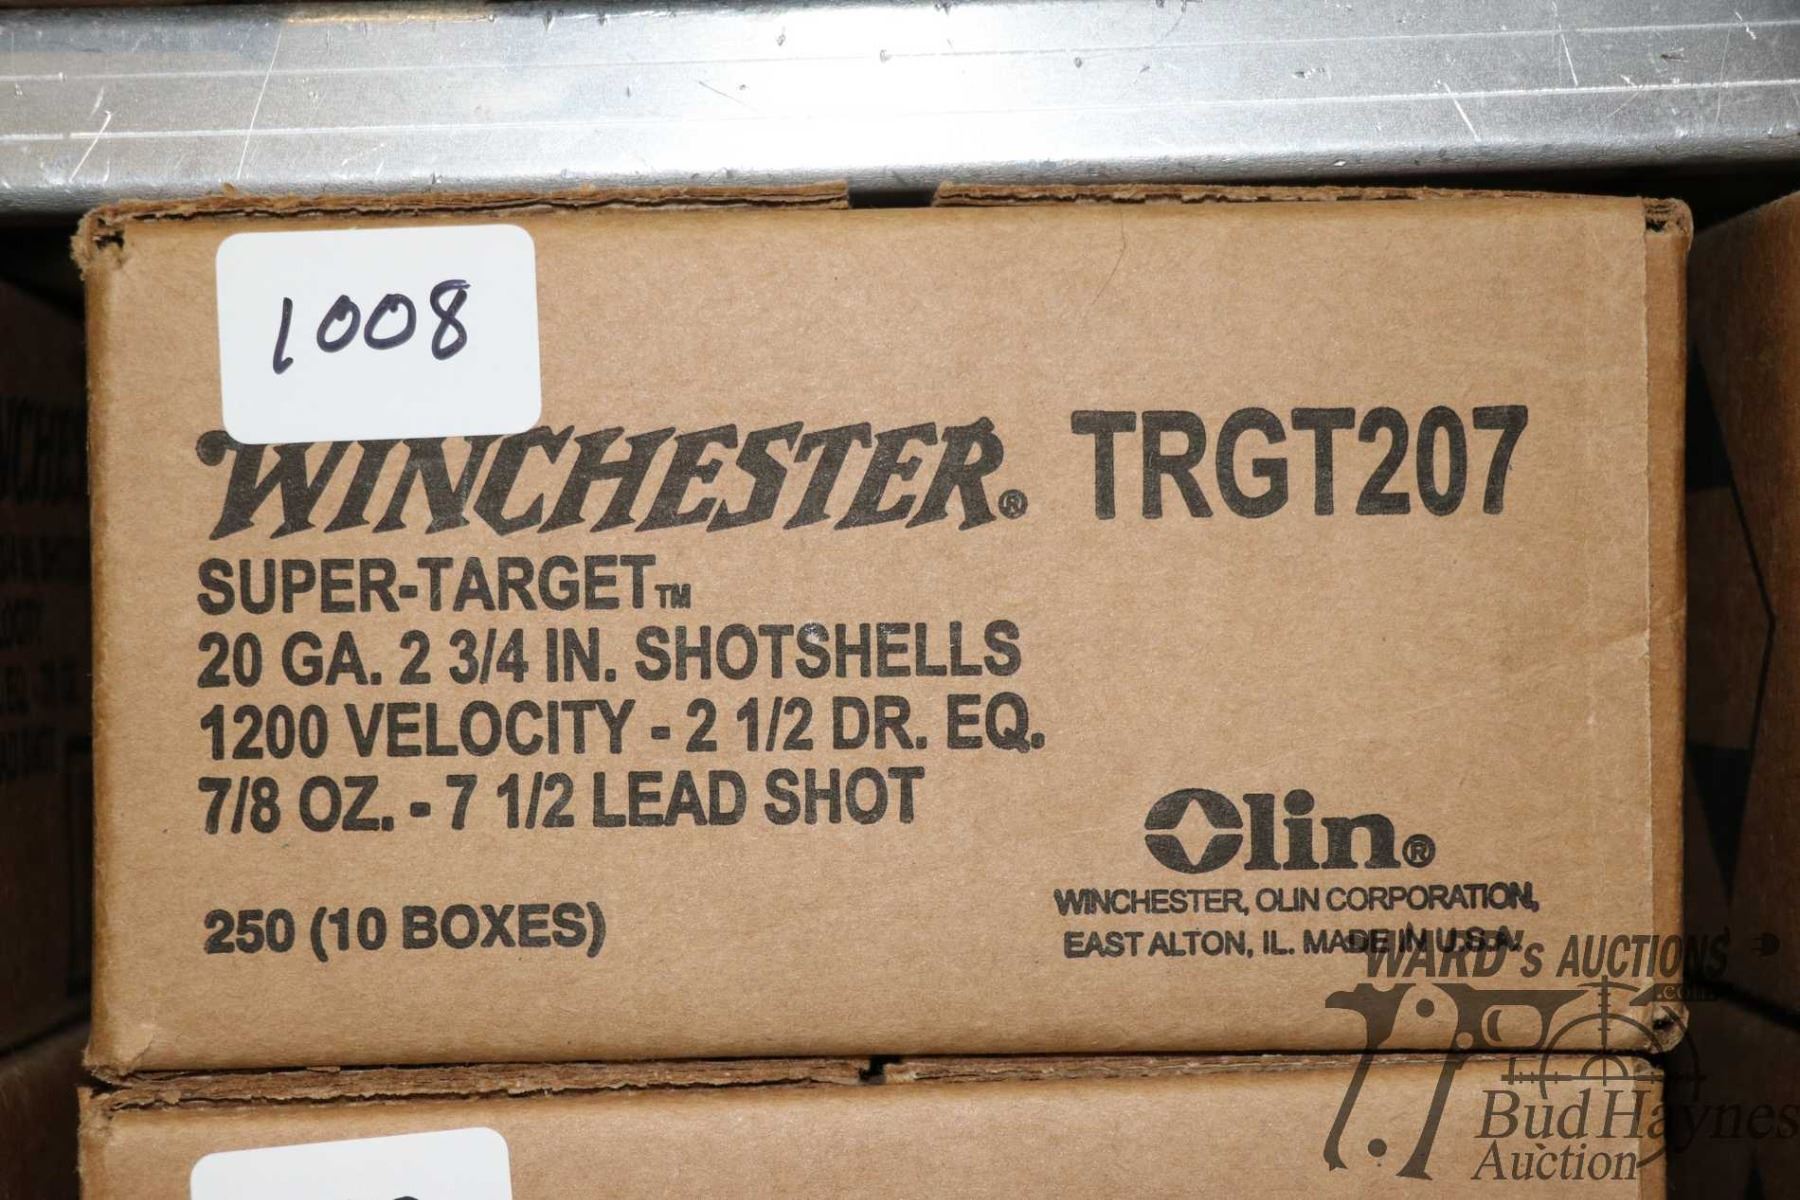 1008
WINCHESTER® TRGT207
SUPER-TARGET™
20 GA. 2 3/4 IN. SHOTSHELLS
1200 VELOCITY - 2 1/2 DR. EQ.
7/8 OZ. - 7 1/2 LEAD SHOT
250 (10 BOXES)
Olin®
WINCHESTER, OLIN CORPORATION,
EAST ALTON, IL. MADE IN U.S.A.
WARD's AUCTIONS
.com
Bud Haynes
Auction